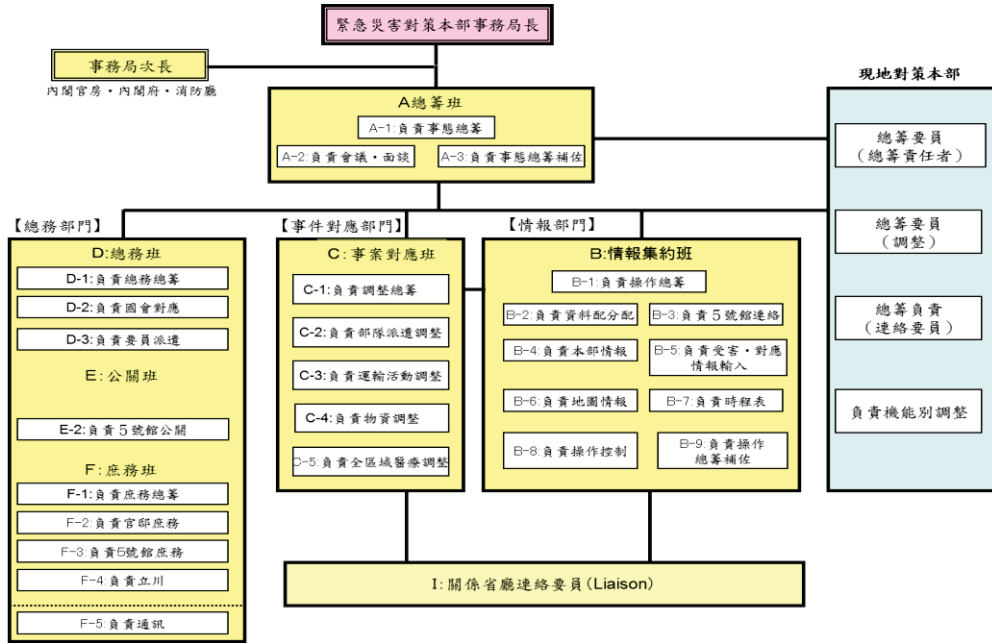 緊急災害對策本部事務局長
事務局次長
內閣官房・內閣府・消防廳
A總籌班
A-1:負責事態總籌
A-2:負責會議・面談
A-3:負責事態總籌補佐
現地對策本部
總籌要員
(總籌責任者)
總籌要員
(調整)
總籌負責
(連絡要員)
負責機能別調整
【總務部門】
D:總務班
D-1:負責總務總籌
D-2:負責國會對應
D-3:負責要員派遣
E:公關班
E-2:負責5號館公關
F:庶務班
F-1:負責庶務總籌
F-2:負責官邸庶務
F-3:負責5號館庶務
F-4:負責立川
F-5:負責通訊
【事件對應部門】
C:事案對應班
C-1:負責調整總籌
C-2:負責部隊派遣調整
C-3:負責運輸活動調整
C-4:負責物資調整
C-5:負責全區域醫療調整
【情報部門】
B:情報集約班
B-1:負責操作總籌
B-2:負責資料配分配
B-3:負責5號館連絡
B-4:負責本部情報
B-5:負責受害・對應
情報輸入
B-6:負責地圖情報
B-7:負責時程表
B-8:負責操作控制
B-9:負責操作
總籌補佐
I:關係省廳連絡要員(Liaison)